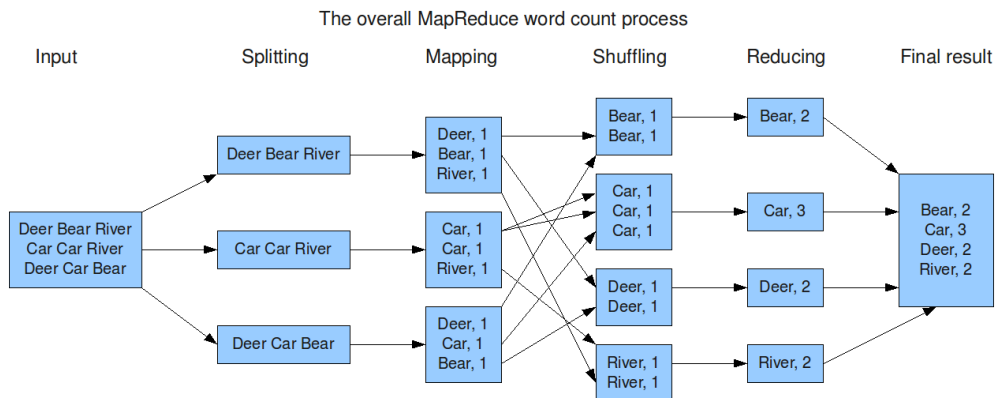 The overall MapReduce word count process
Input
Splitting
Mapping
Shuffling
Reducing
Final result
Deer Bear River
Car Car River
Deer Car Bear
Deer Bear River
Car Car River
Deer Car Bear
Deer, 1
Bear, 1
River, 1
Car, 1
Car, 1
River, 1
Deer, 1
Car, 1
Bear, 1
Bear, 1
Bear, 1
Car, 1
Car, 1
Car, 1
Deer, 1
Deer, 1
River, 1
River, 1
Bear, 2
Car, 3
Deer, 2
River, 2
Bear, 2
Car, 3
Deer, 2
River, 2